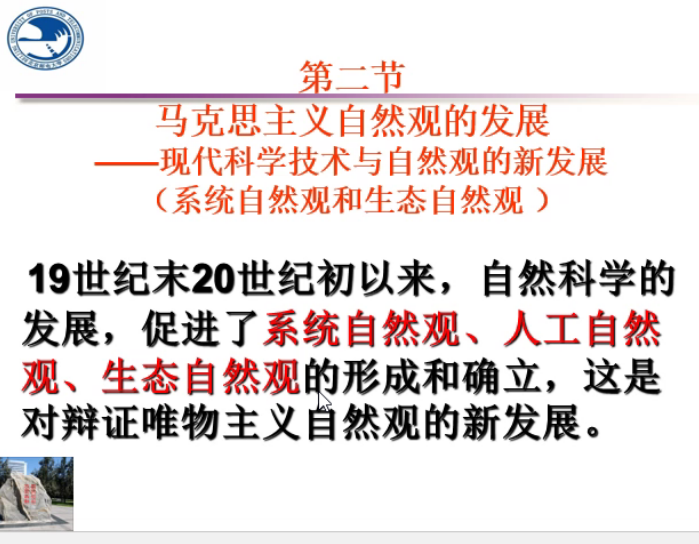 第二节
马克思主义自然观的发展
——现代科学技术与自然观的新发展
（系统自然观和生态自然观 ）
19世纪末20世纪初以来，自然科学的
发展，促进了系统自然观、人工自然
观、生态自然观的形成和确立，这是
对辩证唯物主义自然观的新发展。